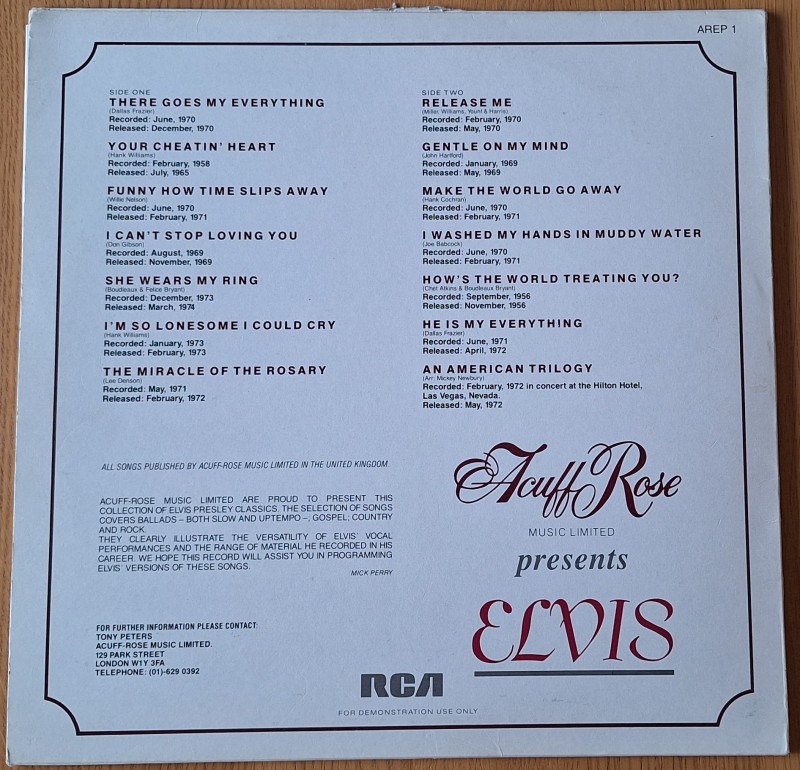 AREP 1
SIDE ONE
THERE GOES MY EVERYTHING
(Dallas Frazier)
Recorded: June, 1970
Released: December, 1970
YOUR CHEATIN' HEART
(Hank Williams)
Recorded: February, 1958
Released: July, 1965
FUNNY HOW TIME SLIPS AWAY
(Willie Nelson)
Recorded: June, 1970
Released: February, 1971
I CAN'T STOP LOVING YOU
(Don Gibson)
Recorded: August, 1969
Released: November, 1969
SHE WEARS MY RING
(Boudleaux & Felice Bryant)
Recorded: December, 1973
Released: March, 1974
I'M SO LONESOME I COULD CRY
(Hank Williams)
Recorded: January, 1973
Released: February, 1973
THE MIRACLE OF THE ROSARY
(Lee Denson)
Recorded: May, 1971
Released: February, 1972
SIDE TWO
RELEASE ME
(Miller, Williams, Yount & Harris)
Recorded: February, 1970
Released: May, 1970
GENTLE ON MY MIND
(John Hartford)
Recorded: January, 1969
Released: May, 1969
MAKE THE WORLD GO AWAY
(Hank Cochran)
Recorded: June, 1970
Released: February, 1971
I WASHED MY HANDS IN MUDDY WATER
(Joe Babcock)
Recorded: June, 1970
Released: February, 1971
HOW'S THE WORLD TREATING YOU?
(Chet Atkins & Boudleaux Bryant)
Recorded: September, 1956
Released: November, 1956
HE IS MY EVERYTHING
(Dallas Frazier)
Recorded: June, 1971
Released: April, 1972
AN AMERICAN TRILOGY
(Arr: Mickey Newbury)
Recorded: February, 1972 in concert at the Hilton Hotel,
Las Vegas, Nevada.
Released: May, 1972
ALL SONGS PUBLISHED BY ACUFF-ROSE MUSIC LIMITED IN THE UNITED KINGDOM.
ACUFF-ROSE MUSIC LIMITED ARE PROUD TO PRESENT THIS
COLLECTION OF ELVIS PRESLEY CLASSICS. THE SELECTION OF SONGS
COVERS BALLADS – BOTH SLOW AND UPTEMPO –; GOSPEL; COUNTRY
AND ROCK.
THEY CLEARLY ILLUSTRATE THE VERSATILITY OF ELVIS' VOCAL
PERFORMANCES AND THE RANGE OF MATERIAL HE RECORDED IN HIS
CAREER. WE HOPE THIS RECORD WILL ASSIST YOU IN PROGRAMMING
ELVIS' VERSIONS OF THESE SONGS.
MICK PERRY
FOR FURTHER INFORMATION PLEASE CONTACT:
TONY PETERS
ACUFF-ROSE MUSIC LIMITED.
129 PARK STREET
LONDON W1Y 3FA
TELEPHONE: (01)-629 0392
Acuff Rose
MUSIC LIMITED
presents
ELVIS
RCA
FOR DEMONSTRATION USE ONLY